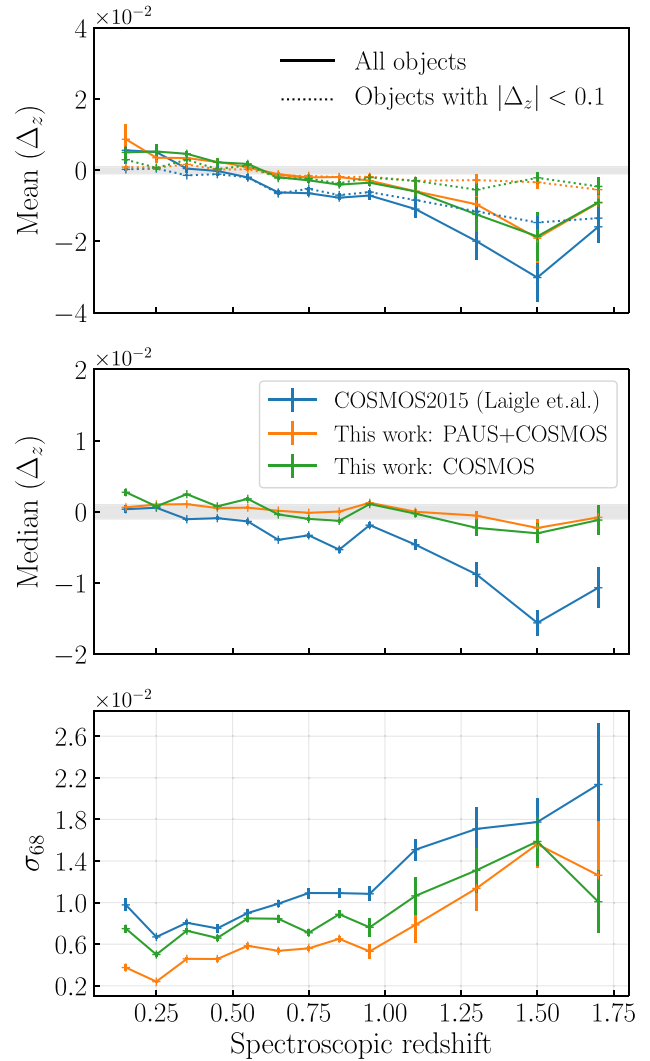 ×10⁻²
4
2
0
−2
−4
Mean (Δz)
All objects
Objects with |Δz| < 0.1
×10⁻²
2
1
0
−1
−2
Median (Δz)
COSMOS2015 (Laigle et.al.)
This work: PAUS+COSMOS
This work: COSMOS
×10⁻²
2.6
2.2
1.8
1.4
1.0
0.6
0.2
σ68
0.25 0.50 0.75 1.00 1.25 1.50 1.75
Spectroscopic redshift